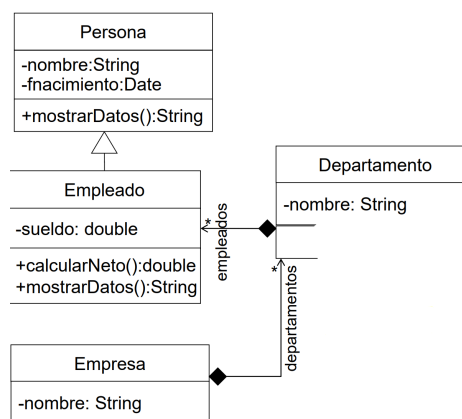 Persona
-nombre:String
-fnacimiento:Date
+mostrarDatos():String
Empleado
-sueldo: double
+calcularNeto():double
+mostrarDatos():String
*
empleados
Departamento
-nombre: String
*
departamentos
Empresa
-nombre: String